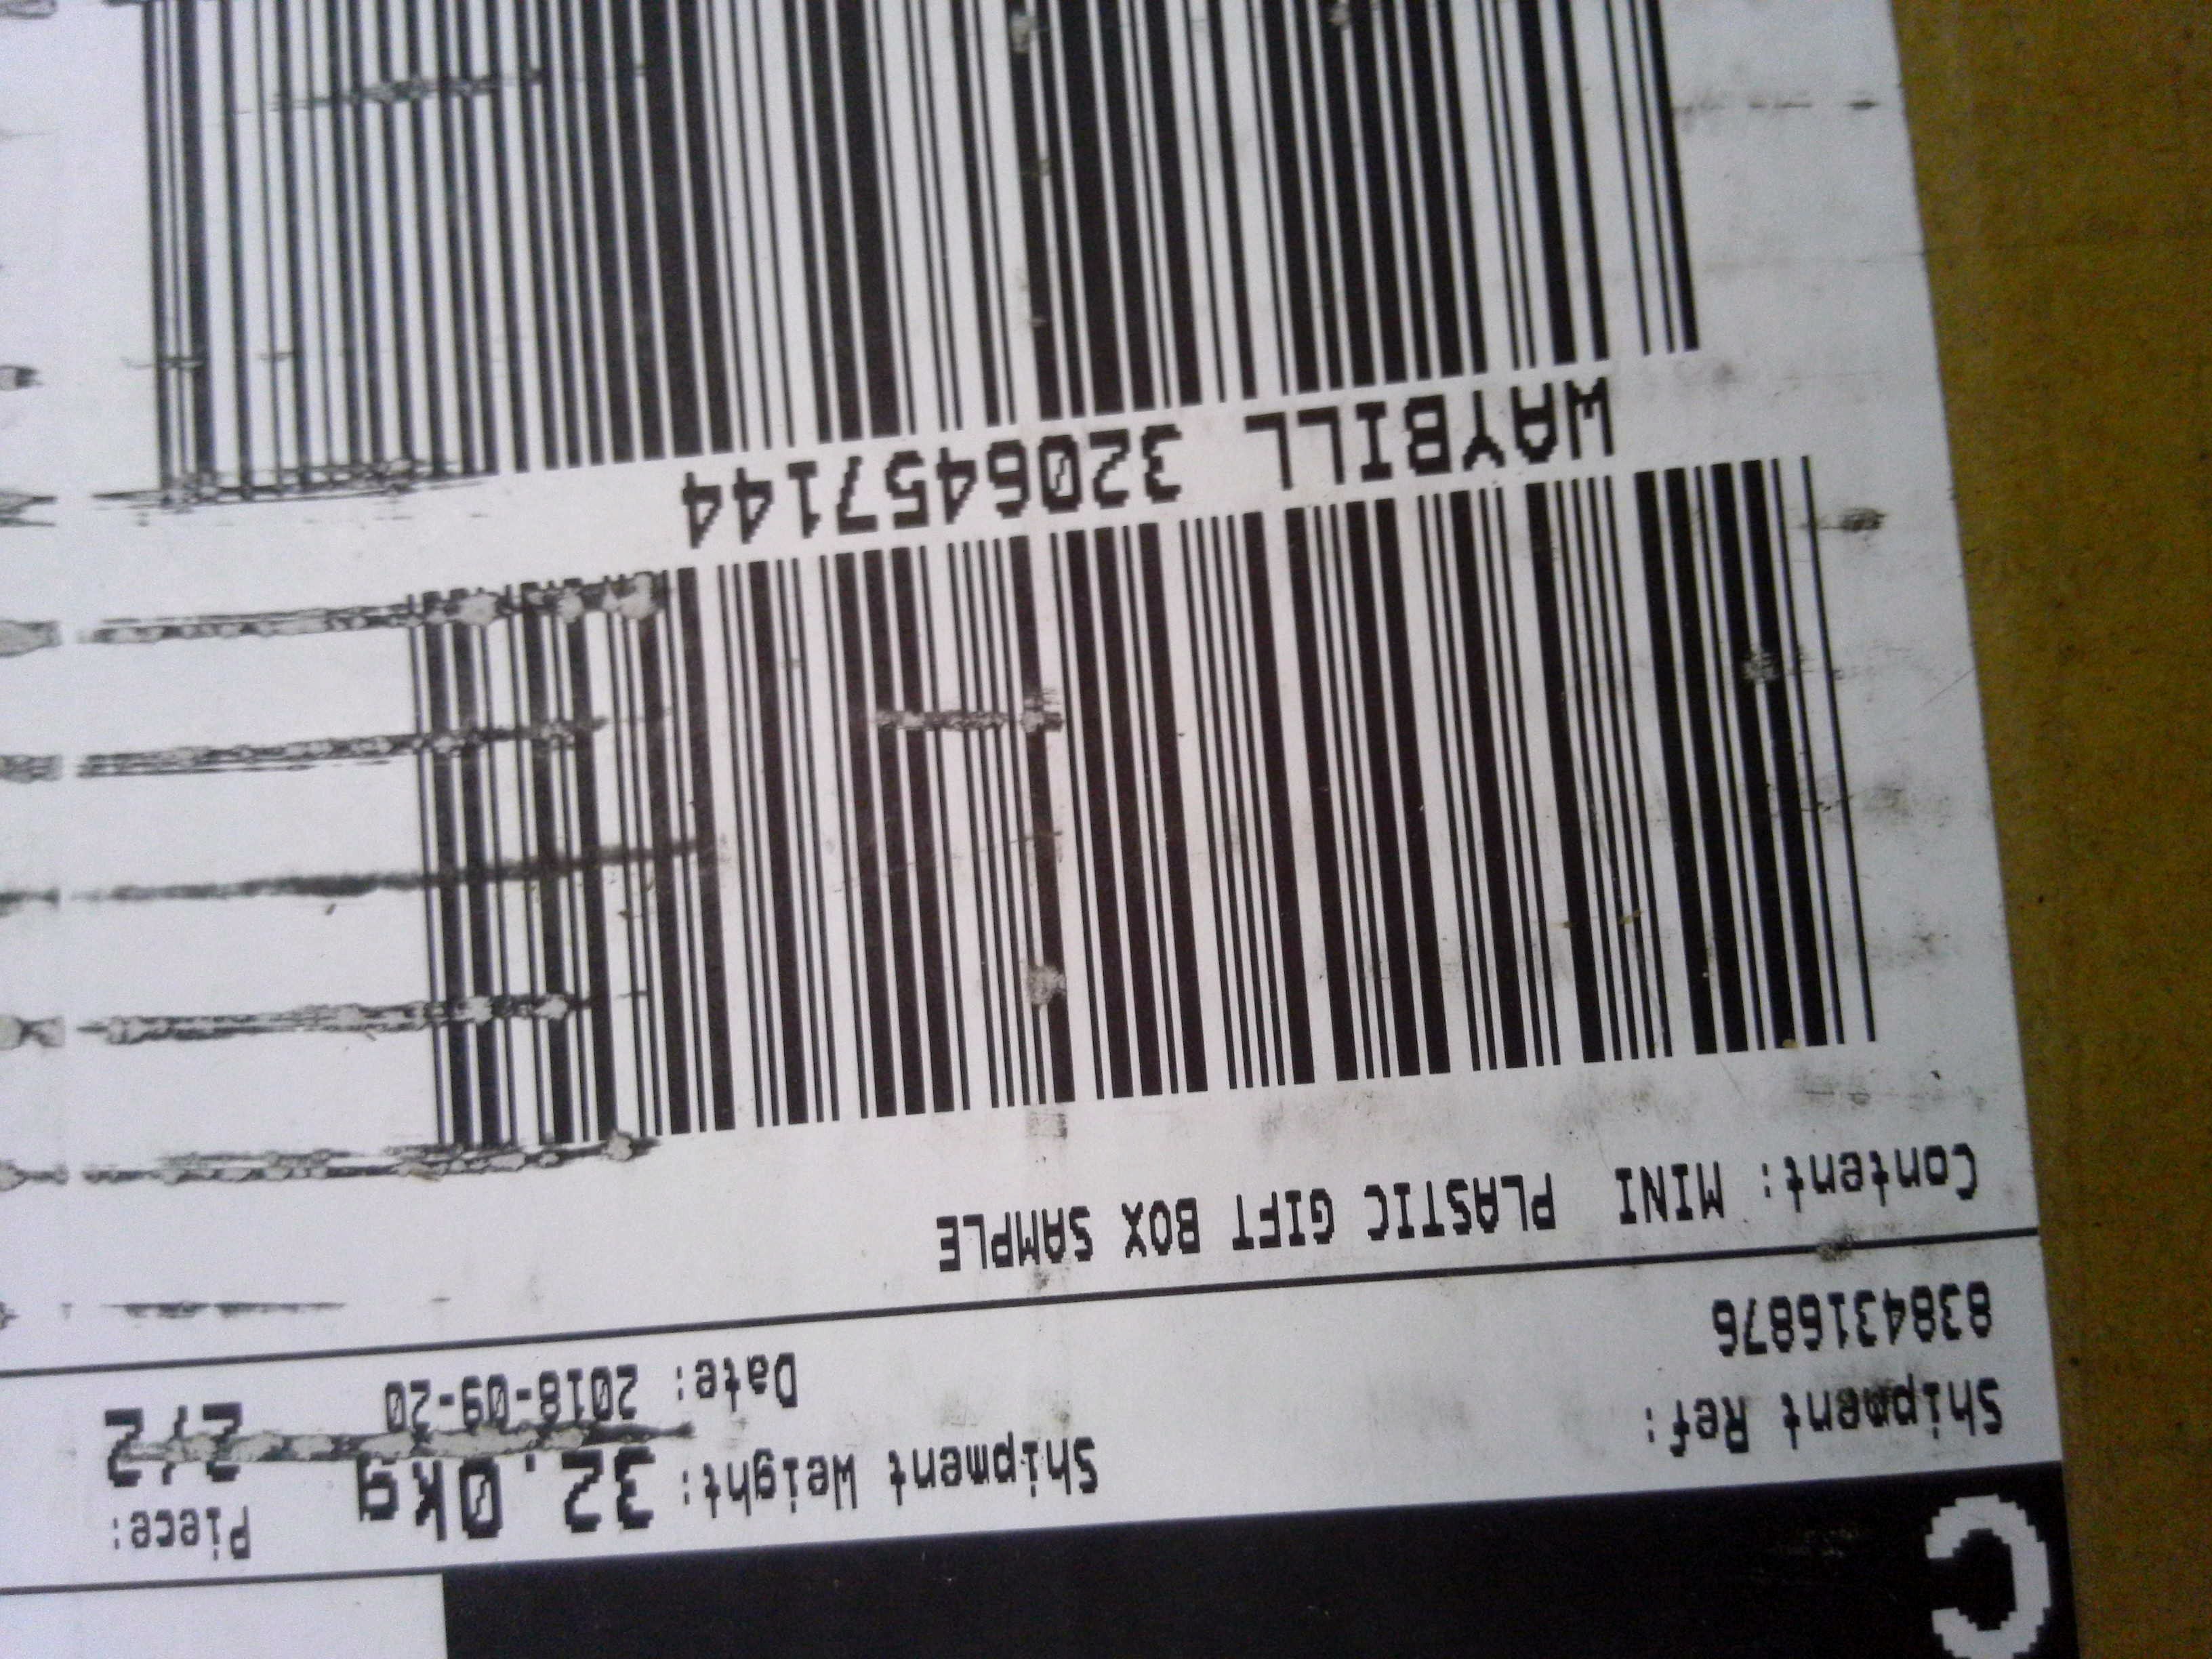 C
Shipment Ref:
8384316876
Shipment Weight: 32.0kg
Date: 2018-09-20
Piece:
2/2
Content: MINI PLASTIC GIFT BOX SAMPLE
WAYBILL 3206457144